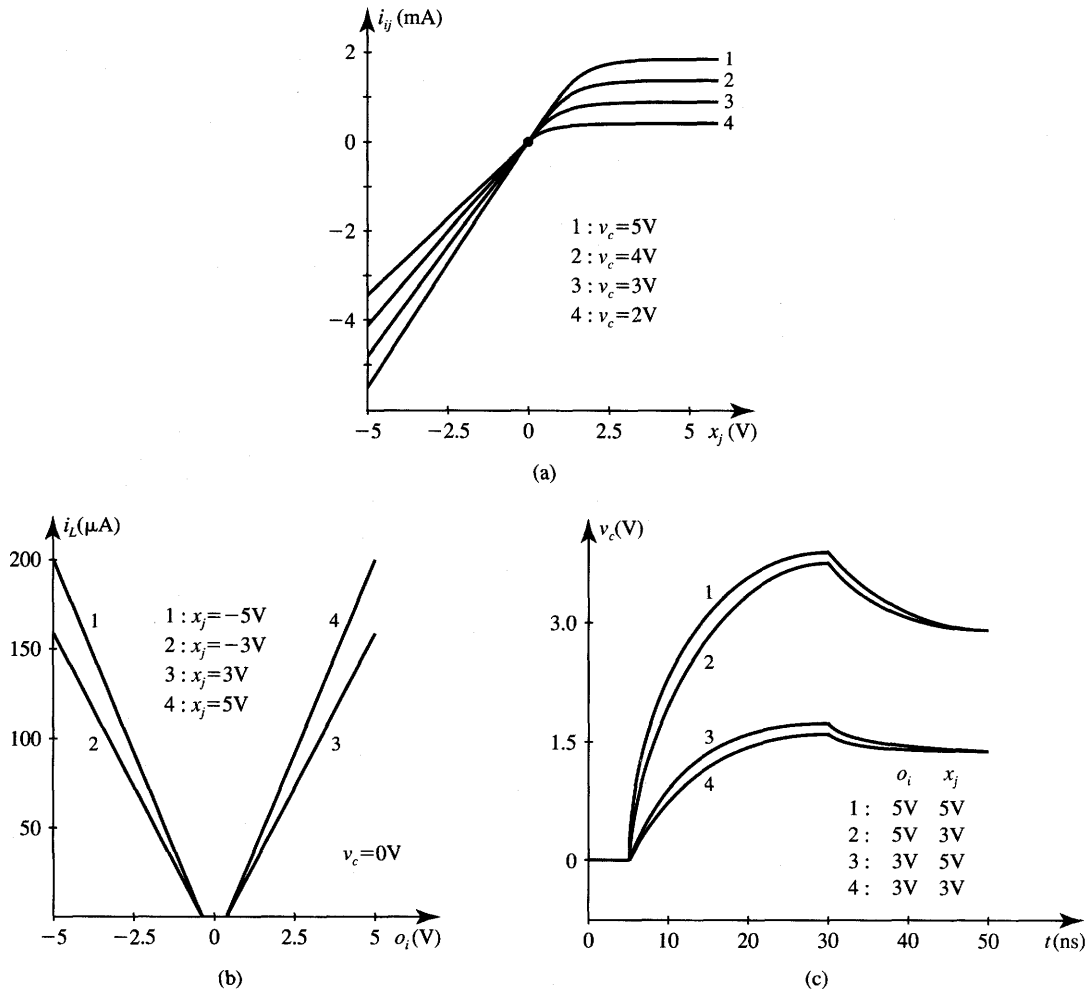 i_ij (mA)
2
0
−2
−4
1
2
3
4
1 : v_c=5V
2 : v_c=4V
3 : v_c=3V
4 : v_c=2V
−5 −2.5 0 2.5 5 x_j (V)
(a)
i_L(μA)
200
150
100
50
1
2
4
3
1 : x_j=−5V
2 : x_j=−3V
3 : x_j=3V
4 : x_j=5V
v_c=0V
−5 −2.5 0 2.5 5 o_i(V)
(b)
v_c(V)
3.0
1.5
0
1
2
3
4
o_i x_j
1 : 5V 5V
2 : 5V 3V
3 : 3V 5V
4 : 3V 3V
0 10 20 30 40 50 t(ns)
(c)